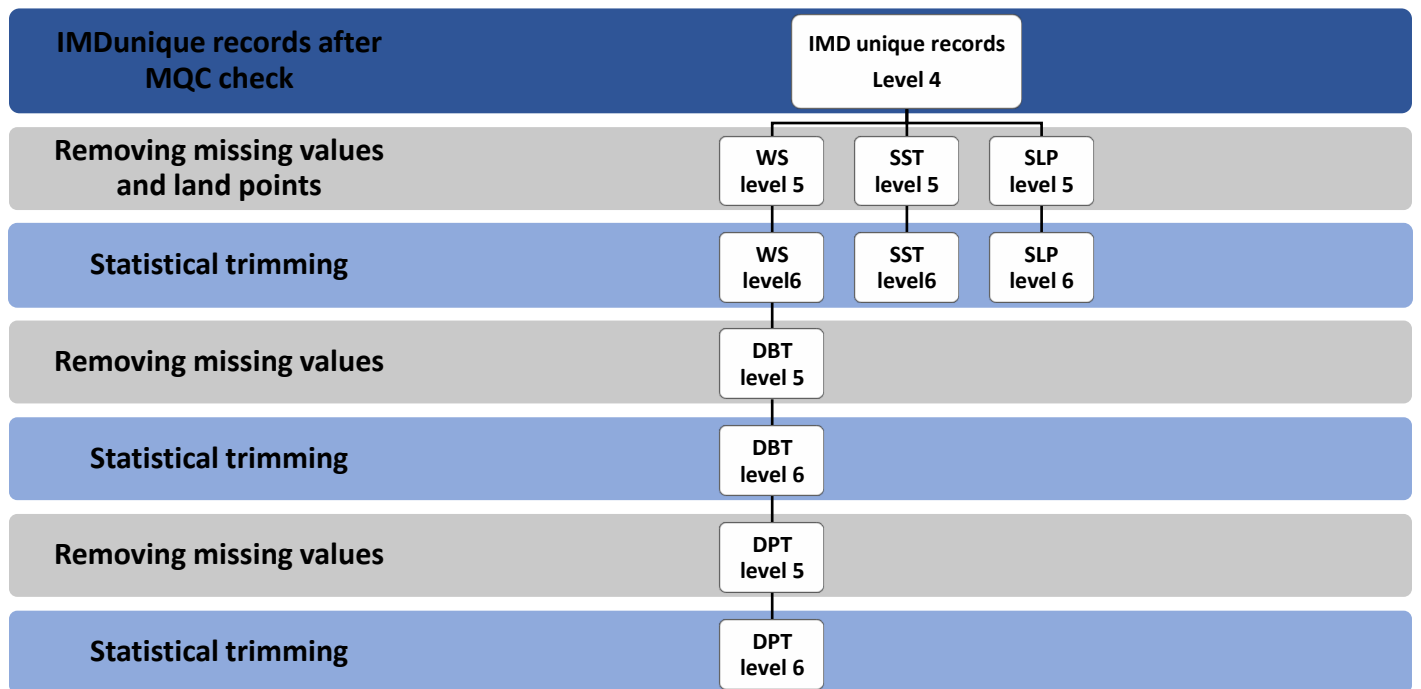 IMDunique records after
MQC check
IMD unique records
Level 4
Removing missing values
and land points
WS
level 5
SST
level 5
SLP
level 5
Statistical trimming
WS
level6
SST
level6
SLP
level 6
Removing missing values
DBT
level 5
Statistical trimming
DBT
level 6
Removing missing values
DPT
level 5
Statistical trimming
DPT
level 6